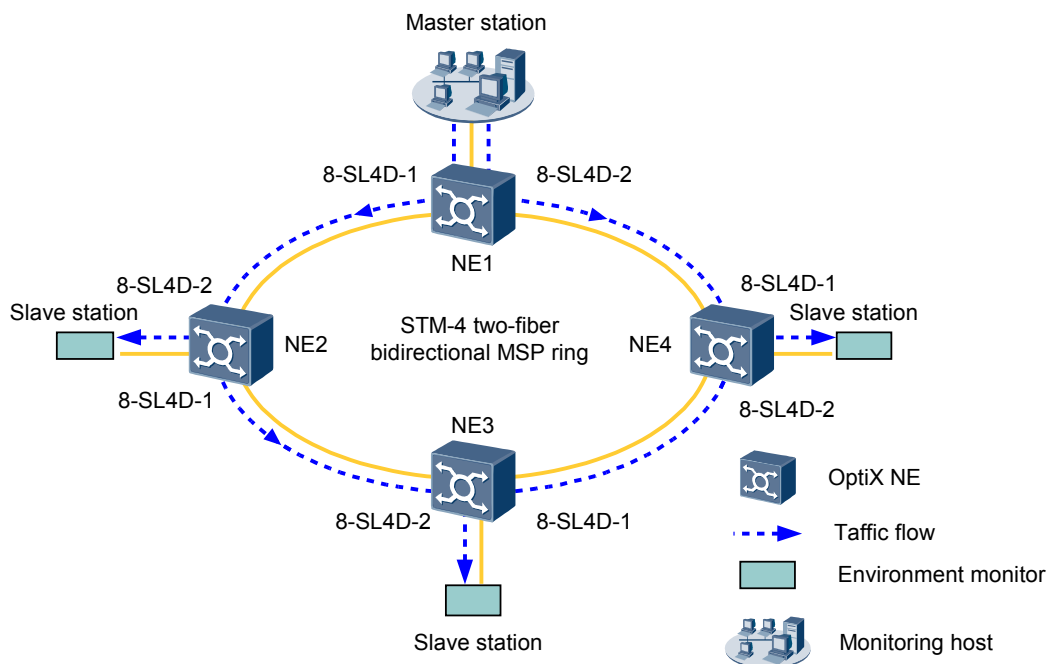 Master station
8-SL4D-1
8-SL4D-2
NE1
8-SL4D-2
8-SL4D-1
Slave station
Slave station
NE2
STM-4 two-fiber
bidirectional MSP ring
NE4
8-SL4D-1
8-SL4D-2
NE3
OptiX NE
8-SL4D-2
8-SL4D-1
Taffic flow
Environment monitor
Slave station
Monitoring host